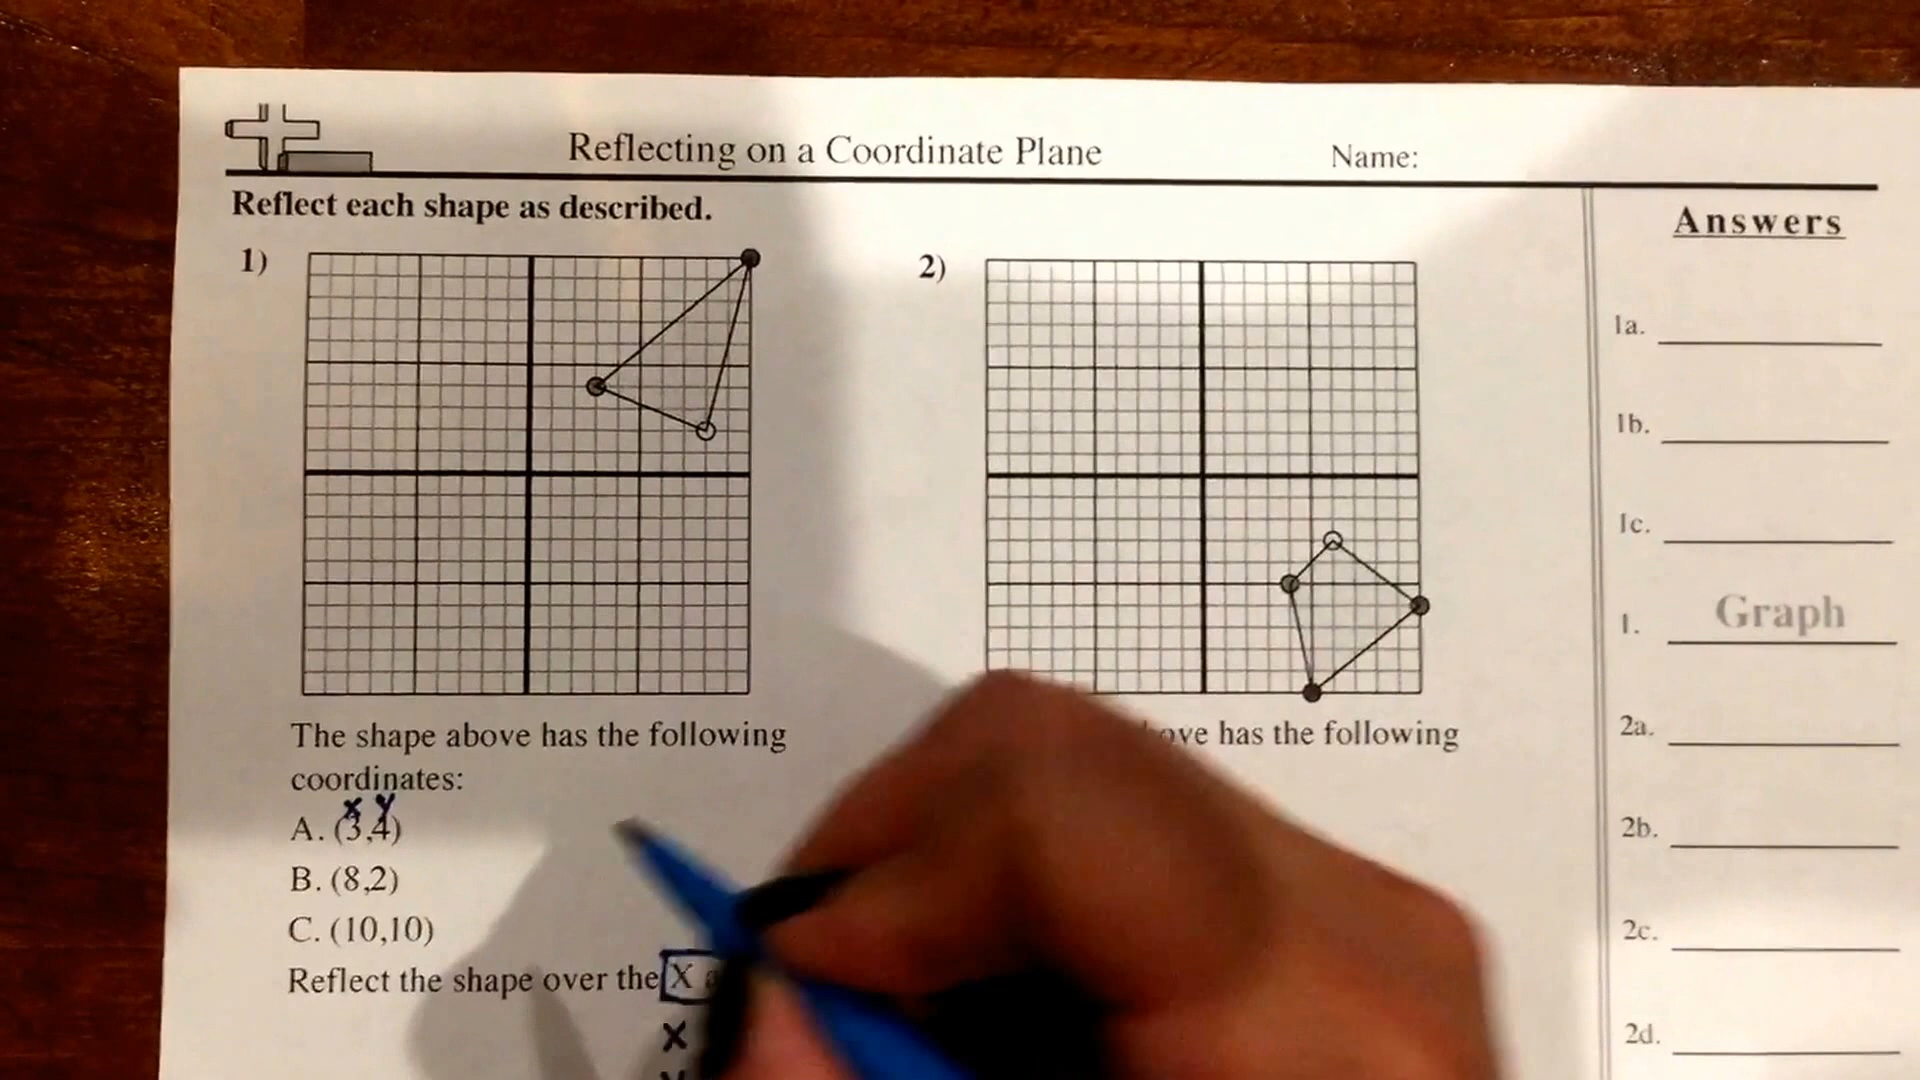 Reflecting on a Coordinate Plane
Name:
Reflect each shape as described.
Answers
1)
2)
The shape above has the following
coordinates:
x y
A. (3,4)
B. (8,2)
C. (10,10)
Reflect the shape over the X
X
has the following
1a.
1b.
1c.
1. Graph
2a.
2b.
2c.
2d.